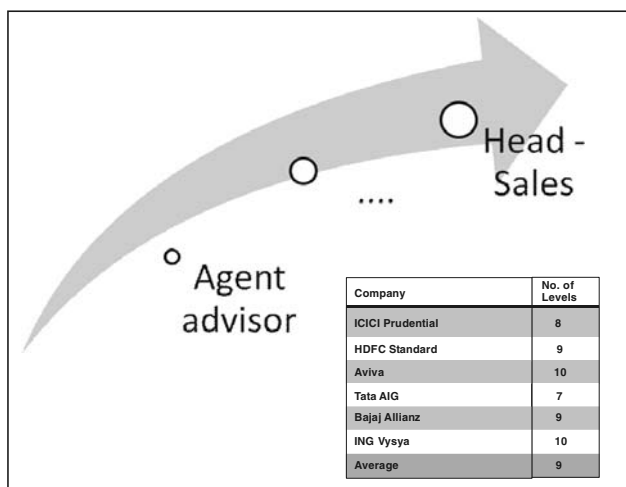 Head -
Sales
....
Agent
advisor
Company No. of Levels
ICICI Prudential 8
HDFC Standard 9
Aviva 10
Tata AIG 7
Bajaj Allianz 9
ING Vysya 10
Average 9